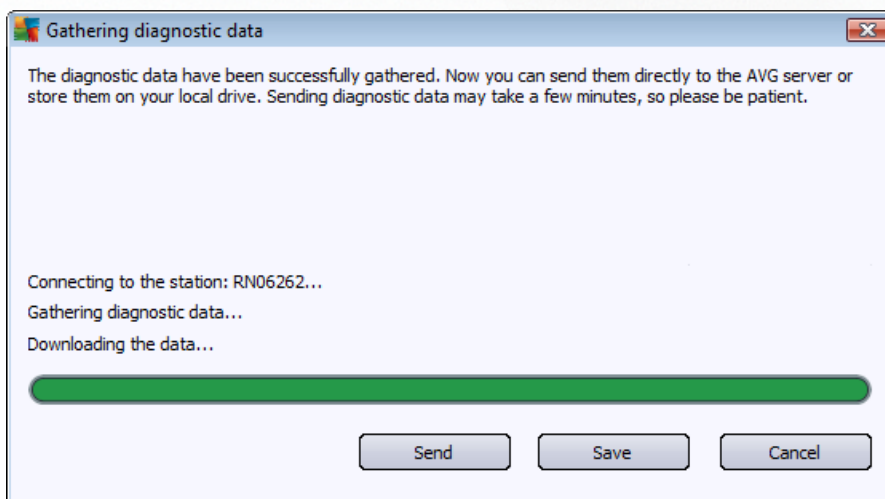 Gathering diagnostic data
The diagnostic data have been successfully gathered. Now you can send them directly to the AVG server or
store them on your local drive. Sending diagnostic data may take a few minutes, so please be patient.
Connecting to the station: RN06262...
Gathering diagnostic data...
Downloading the data...
Send Save Cancel